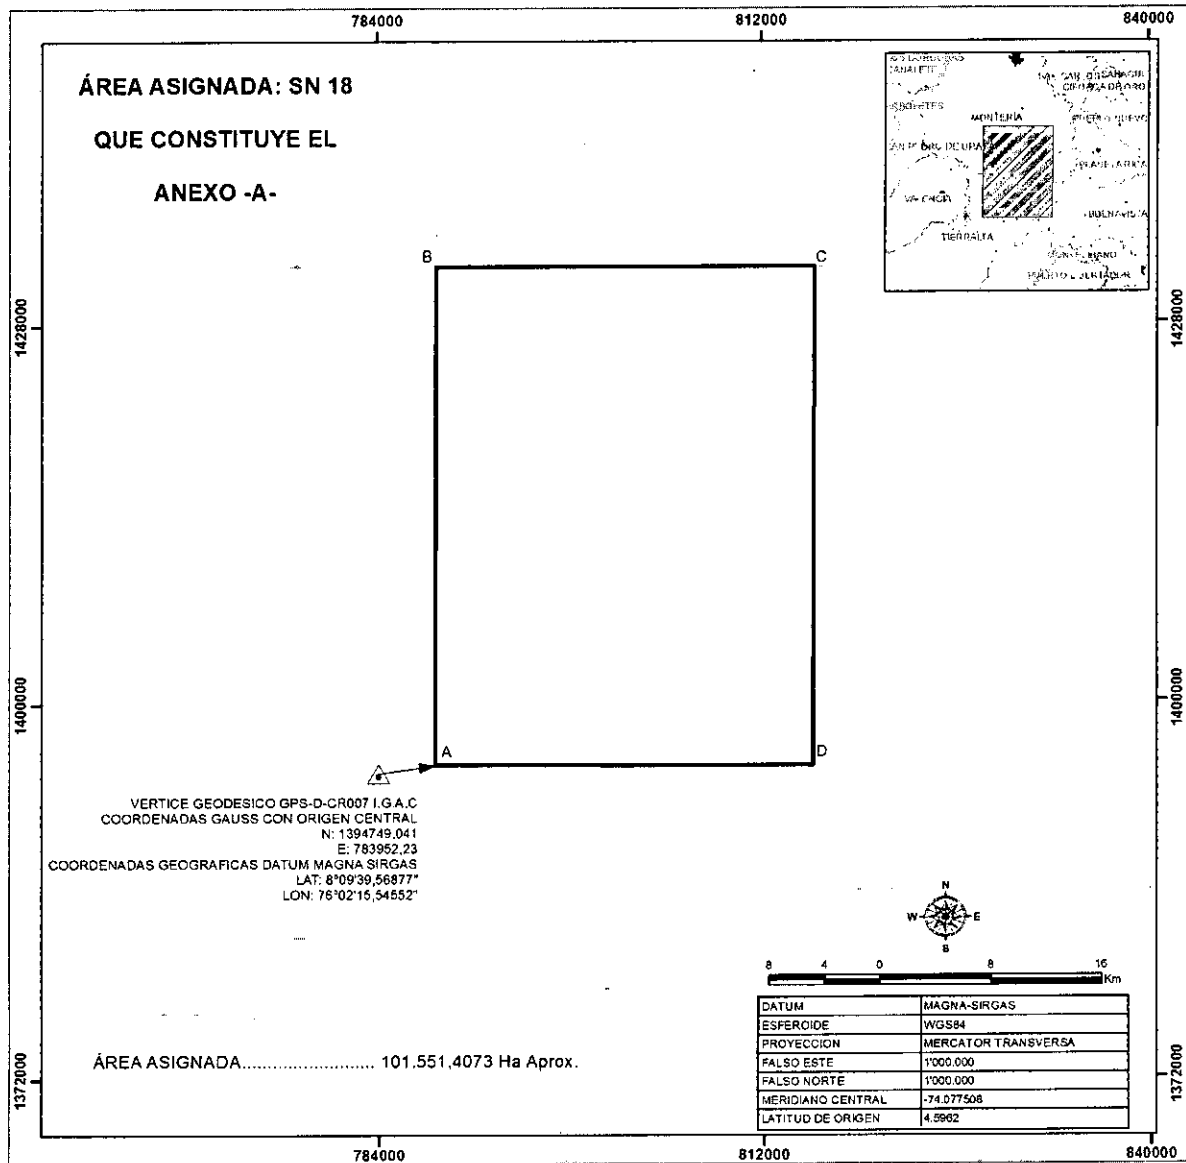 784000
812000
840000
ÁREA ASIGNADA: SN 18
QUE CONSTITUYE EL
ANEXO -A-
MONTERÍA
TIERRALTA
BUENAVISTA
B
C
1428000
1428000
1400000
1400000
A
D
VERTICE GEODESICO GPS-D-CR007 I.G.A.C
COORDENADAS GAUSS CON ORIGEN CENTRAL
N: 1394749,041
E: 783952,23
COORDENADAS GEOGRAFICAS DATUM MAGNA SIRGAS
LAT: 8°09'39,56877"
LON: 76°02'15,54552"
N
W
E
S
8 4 0 8 16
Km
DATUM MAGNA-SIRGAS
ESFEROIDE WGS84
PROYECCION MERCATOR TRANSVERSA
FALSO ESTE 1'000.000
FALSO NORTE 1'000.000
MERIDIANO CENTRAL -74.077508
LATITUD DE ORIGEN 4.5962
ÁREA ASIGNADA........................ 101.551,4073 Ha Aprox.
1372000
1372000
784000
812000
840000